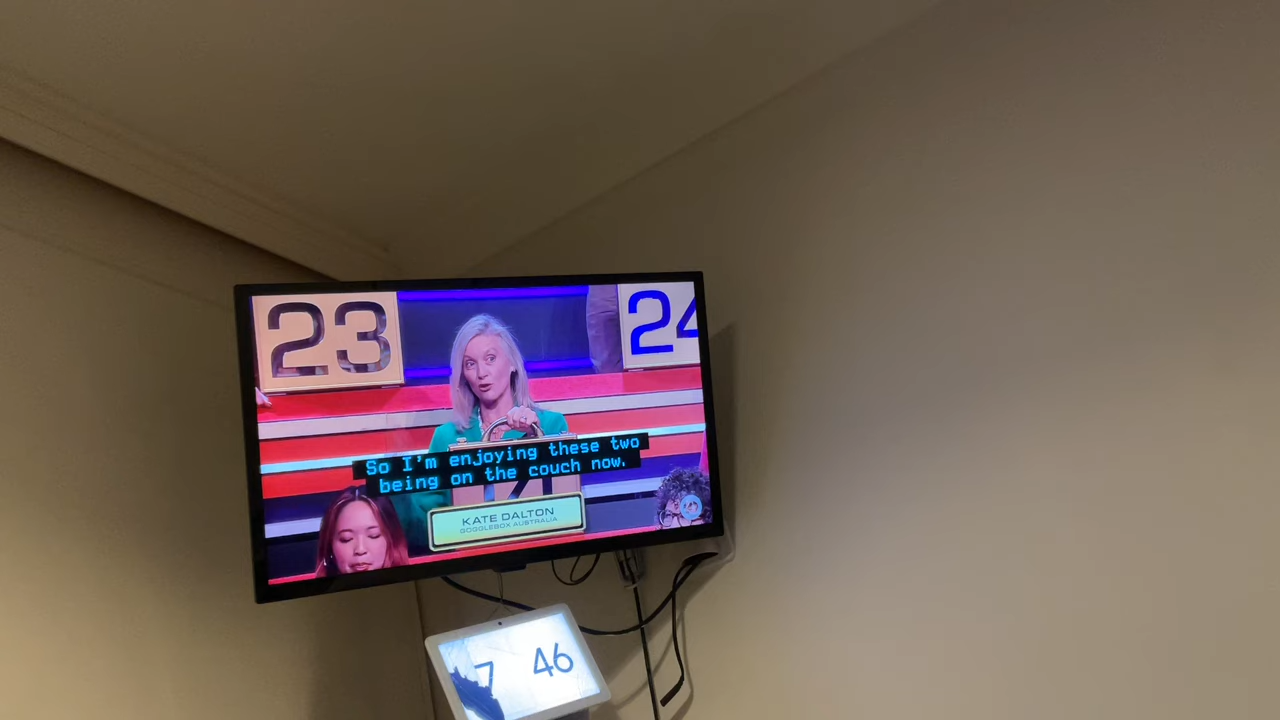 23
24
So I'm enjoying these two
being on the couch now.
KATE DALTON
GOGGLEBOX AUSTRALIA
7 46